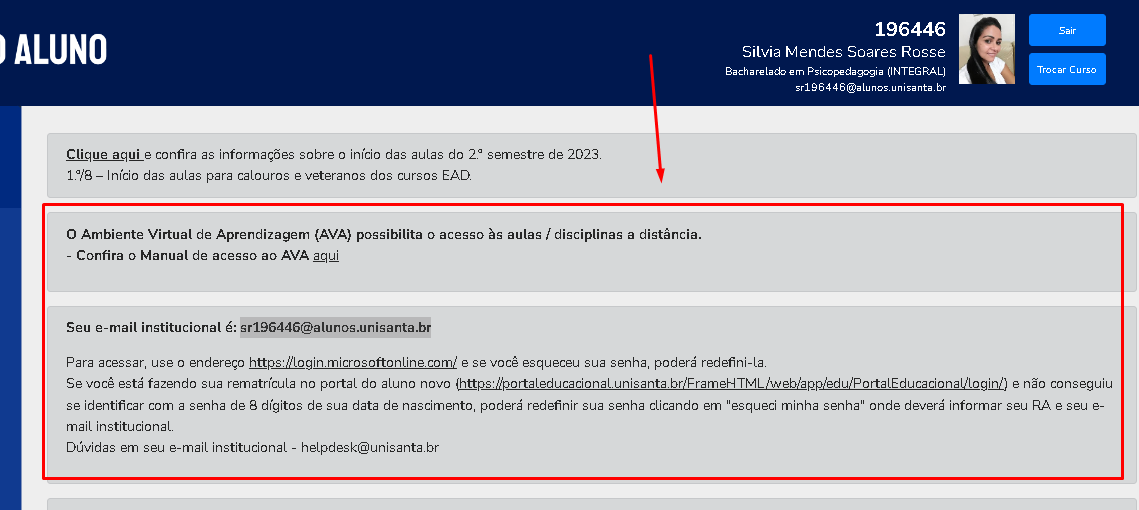 O ALUNO
196446
Silvia Mendes Soares Rosse
Bacharelado em Psicopedagogia (INTEGRAL)
sr196446@alunos.unisanta.br
Sair
Trocar Curso
Clique aqui e confira as informações sobre o início das aulas do 2.º semestre de 2023.
1.º/8 – Início das aulas para calouros e veteranos dos cursos EAD.
O Ambiente Virtual de Aprendizagem (AVA) possibilita o acesso às aulas / disciplinas a distância.
- Confira o Manual de acesso ao AVA aqui
Seu e-mail institucional é: sr196446@alunos.unisanta.br
Para acessar, use o endereço https://login.microsoftonline.com/ e se você esqueceu sua senha, poderá redefini-la.
Se você está fazendo sua rematrícula no portal do aluno novo (https://portaleducacional.unisanta.br/FrameHTML/web/app/edu/PortalEducacional/login/) e não conseguiu
se identificar com a senha de 8 dígitos de sua data de nascimento, poderá redefinir sua senha clicando em "esqueci minha senha" onde deverá informar seu RA e seu e-
mail institucional.
Dúvidas em seu e-mail institucional - helpdesk@unisanta.br